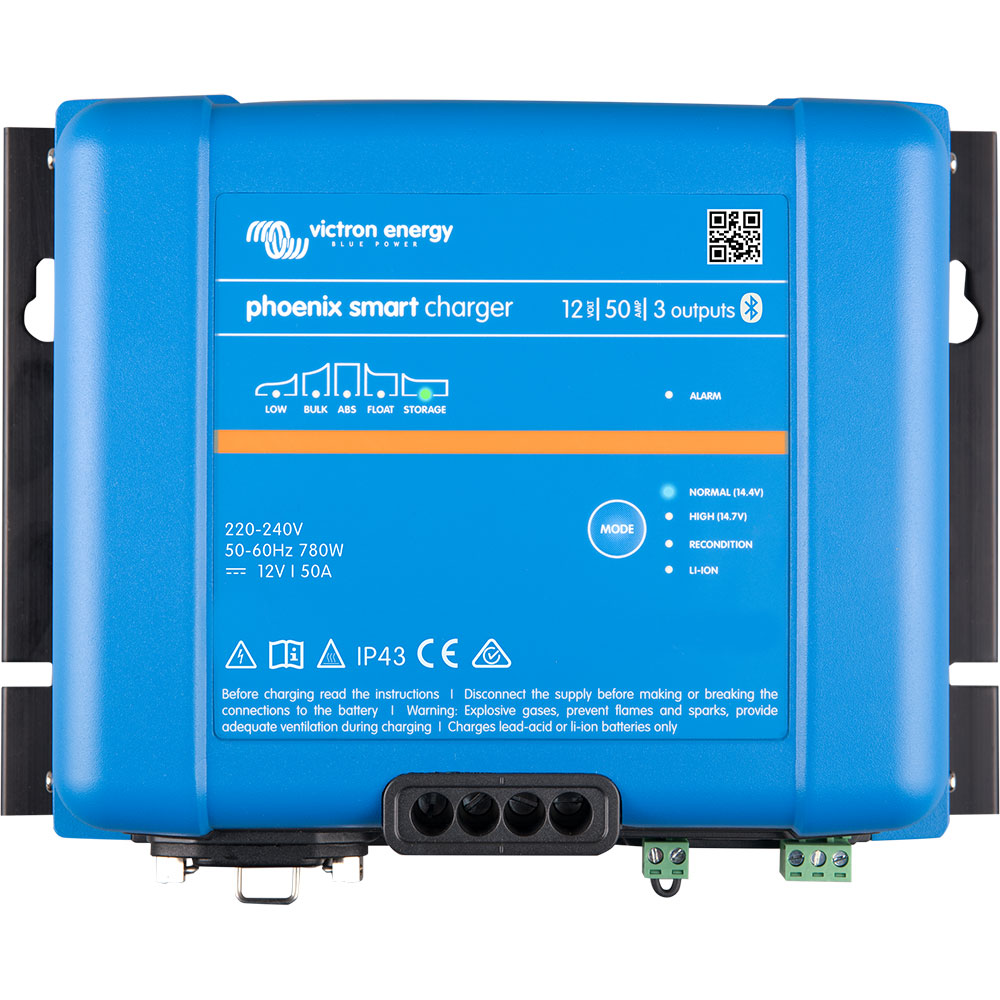 victron energy
BLUE POWER
phoenix smart charger 12 VOLT | 50 AMP | 3 outputs
LOW BULK ABS FLOAT STORAGE
ALARM
NORMAL (14.4V)
HIGH (14.7V)
RECONDITION
LI-ION
MODE
220-240V
50-60Hz 780W
12V | 50A
IP43 CE
Before charging read the instructions | Disconnect the supply before making or breaking the
connections to the battery | Warning: Explosive gases, prevent flames and sparks, provide
adequate ventilation during charging | Charges lead-acid or li-ion batteries only